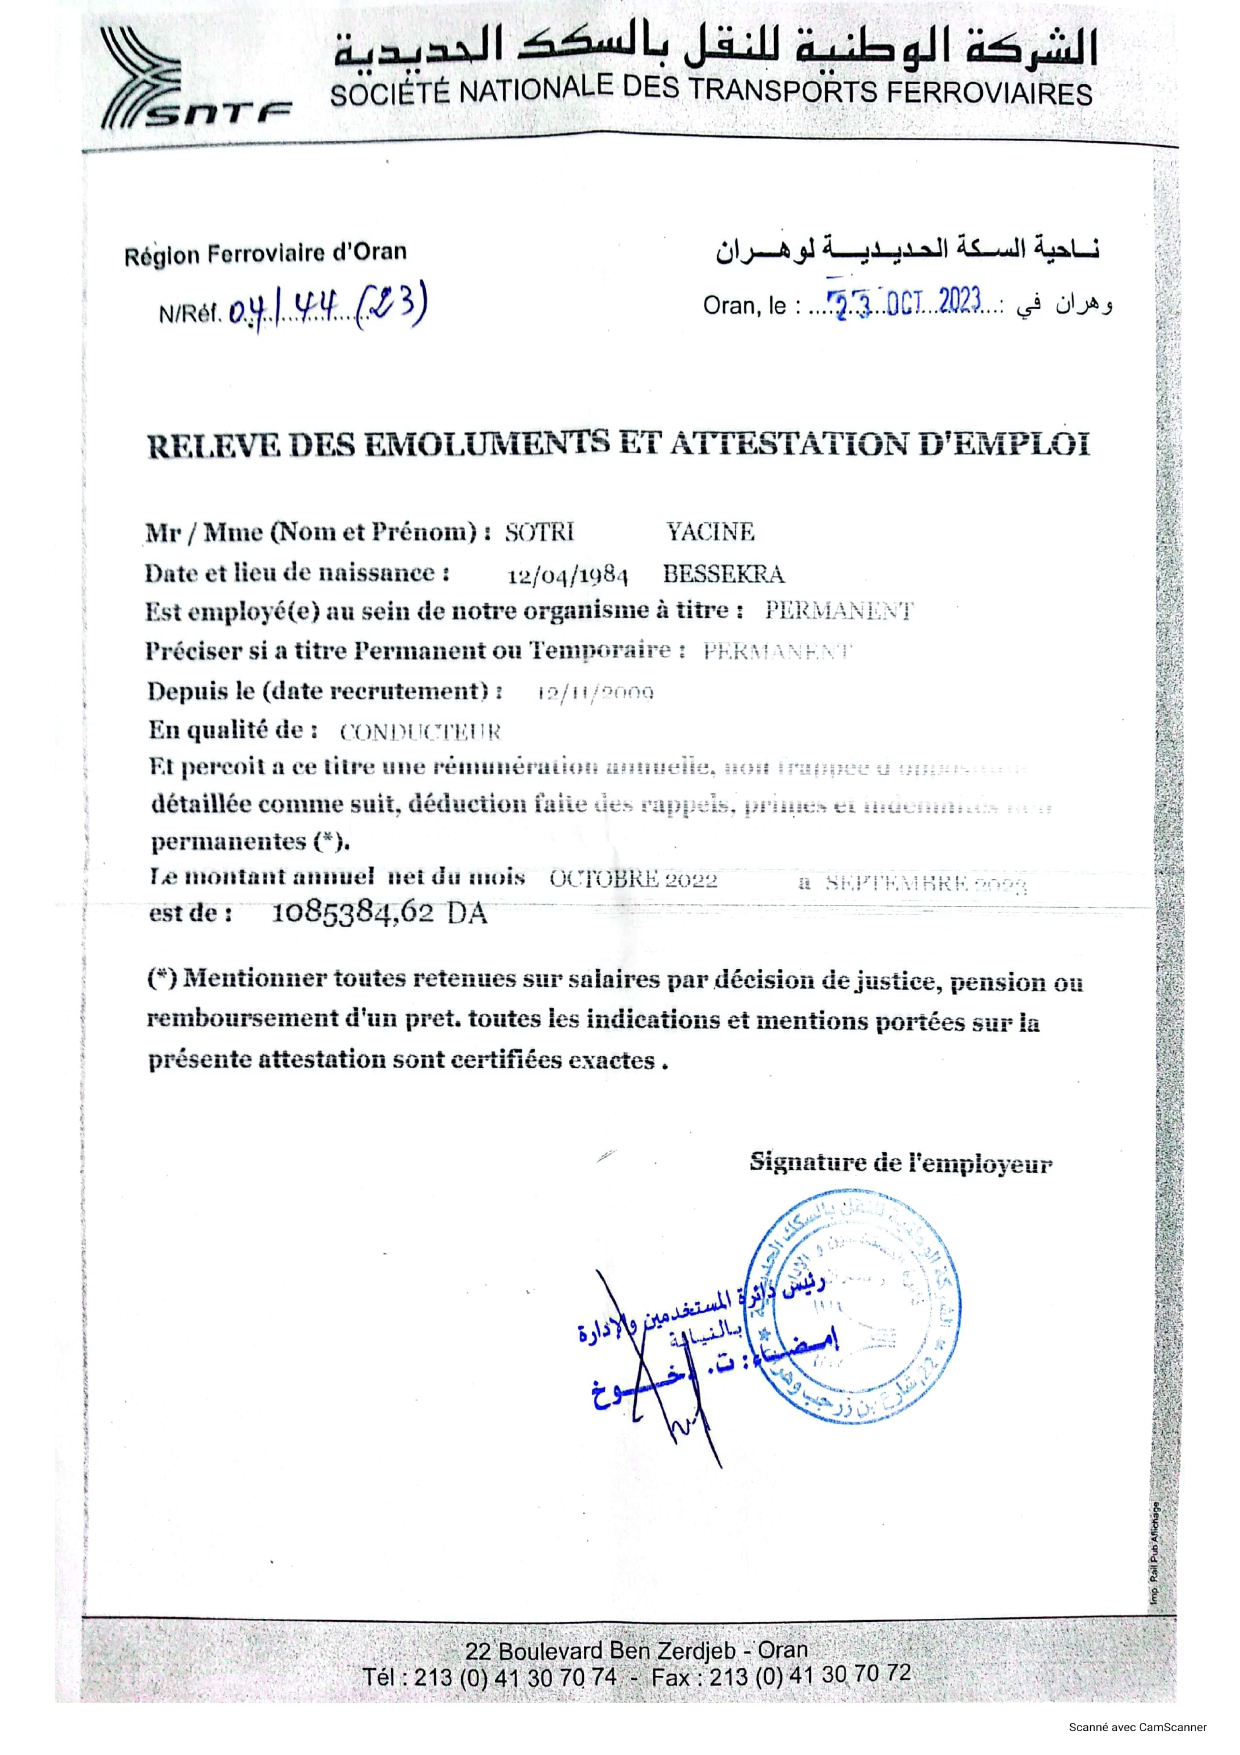 الشركة الوطنية للنقل بالسكك الحديدية
SNTF
SOCIÉTÉ NATIONALE DES TRANSPORTS FERROVIAIRES
Région Ferroviaire d'Oran
ناحية السكة الحديدية لوهران
N/Réf. 04/44 (23)
Oran, le : 23 OCT 2023 وهران في :
RELEVE DES EMOLUMENTS ET ATTESTATION D'EMPLOI
Mr / Mme (Nom et Prénom) : SOTRI YACINE
Date et lieu de naissance : 12/04/1984 BESSEKRA
Est employé(e) au sein de notre organisme à titre : PERMANENT
Préciser si a titre Permanent ou Temporaire : PERMANENT
Depuis le (date recrutement) : 12/11/2009
En qualité de : CONDUCTEUR
Et percoit a ce titre une rémunération annuelle, non frappée d'opposition
détaillée comme suit, déduction faite des rappels, primes et indemnités non
permanentes (*).
Le montant annuel net du mois OCTOBRE 2022 a SEPTEMBRE 2023
est de : 1085384,62 DA
(*) Mentionner toutes retenues sur salaires par décision de justice, pension ou
remboursement d'un pret. toutes les indications et mentions portées sur la
présente attestation sont certifiées exactes .
Signature de l'employeur
رئيس دائرة المستخدمين والإدارة
بالنيابة
إمضاء : ت. خوخ
22 شارع بن زرجب وهران
Imp. Rail Pub Affichage
22 Boulevard Ben Zerdjeb - Oran
Tél : 213 (0) 41 30 70 74 - Fax : 213 (0) 41 30 70 72
Scanné avec CamScanner